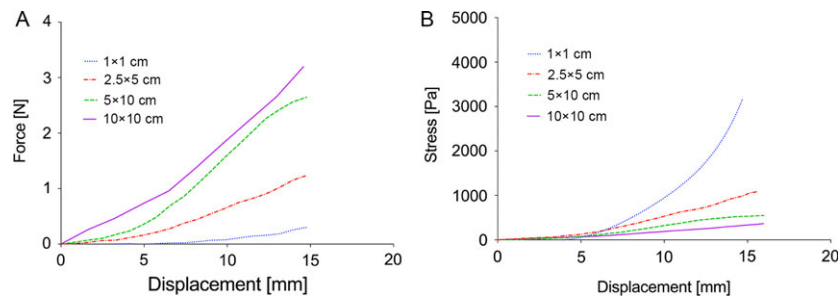 A
4
3
2
1
0
Force [N]
1×1 cm
2.5×5 cm
5×10 cm
10×10 cm
0 5 10 15 20
Displacement [mm]
B
5000
4000
3000
2000
1000
0
Stress [Pa]
1×1 cm
2.5×5 cm
5×10 cm
10×10 cm
0 5 10 15 20
Displacement [mm]